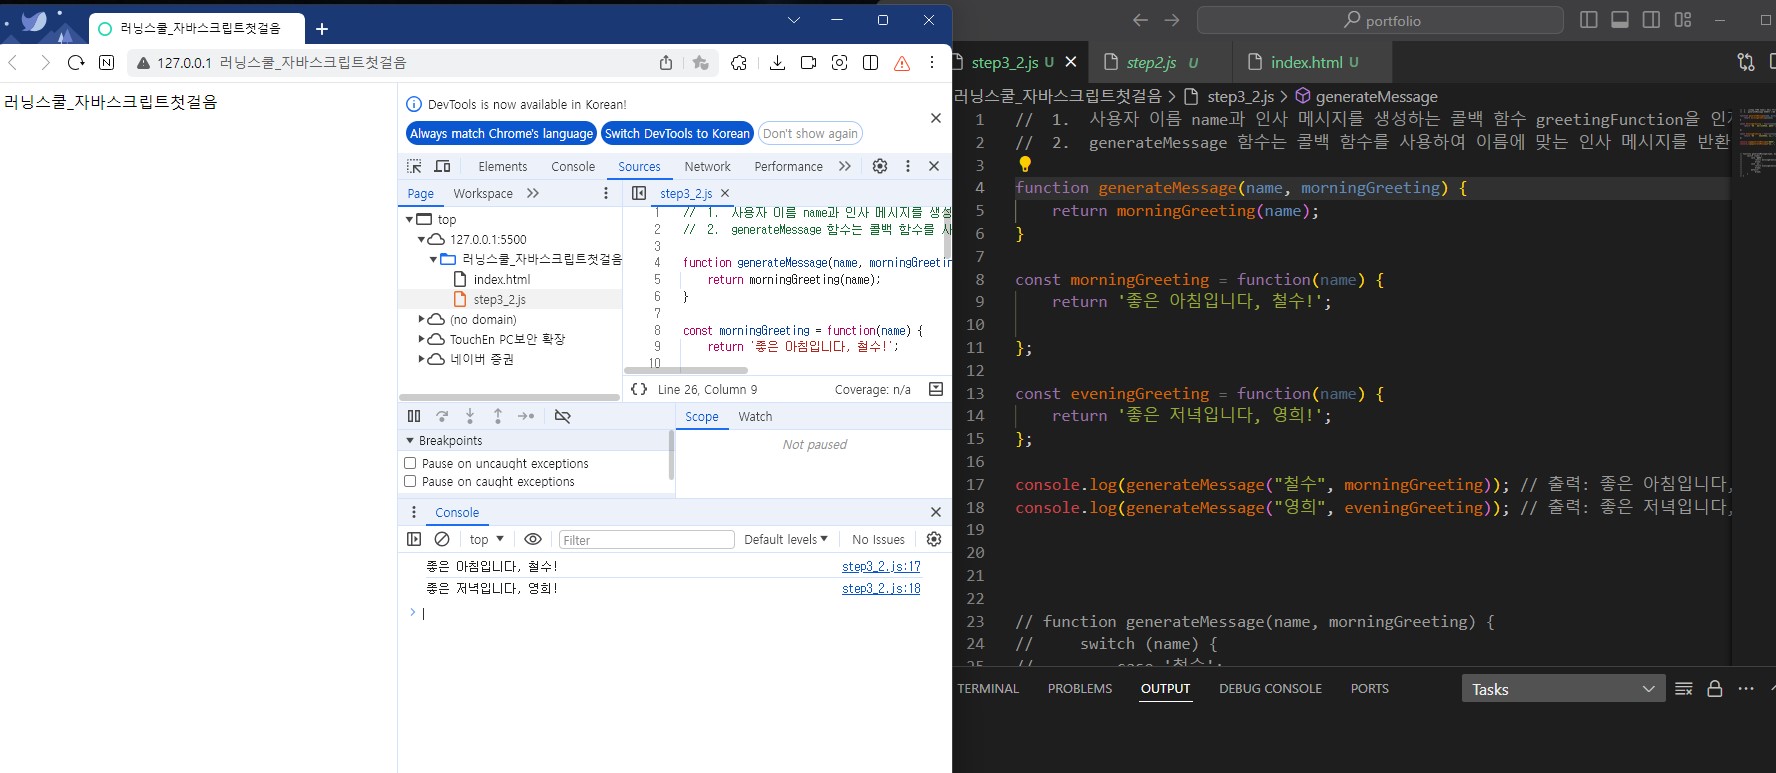 러닝스쿨_자바스크립트첫걸음
127.0.0.1 러닝스쿨_자바스크립트첫걸음
러닝스쿨_자바스크립트첫걸음
DevTools is now available in Korean!
Always match Chrome's language Switch DevTools to Korean Don't show again
Elements Console Sources Network Performance
Page Workspace
top
127.0.0.1:5500
러닝스쿨_자바스크립트첫걸음
index.html
step3_2.js
(no domain)
TouchEn PC보안 확장
네이버 증권
step3_2.js
1 // 1. 사용자 이름 name과 인사 메시지를 생성
2 // 2. generateMessage 함수는 콜백 함수를 사
3
4 function generateMessage(name, morningGreetin
5 return morningGreeting(name);
6 }
7
8 const morningGreeting = function(name) {
9 return '좋은 아침입니다, 철수!';
10
{ } Line 26, Column 9 Coverage: n/a
Breakpoints
Pause on uncaught exceptions
Pause on caught exceptions
Scope Watch
Not paused
Console
top Filter Default levels No Issues
좋은 아침입니다, 철수! step3_2.js:17
좋은 저녁입니다, 영희! step3_2.js:18
portfolio
step3_2.js U step2.js U index.html U
러닝스쿨_자바스크립트첫걸음 > step3_2.js > generateMessage
1 // 1. 사용자 이름 name과 인사 메시지를 생성하는 콜백 함수 greetingFunction을 인
2 // 2. generateMessage 함수는 콜백 함수를 사용하여 이름에 맞는 인사 메시지를 반환
3
4 function generateMessage(name, morningGreeting) {
5 return morningGreeting(name);
6 }
7
8 const morningGreeting = function(name) {
9 return '좋은 아침입니다, 철수!';
10
11 };
12
13 const eveningGreeting = function(name) {
14 return '좋은 저녁입니다, 영희!';
15 };
16
17 console.log(generateMessage("철수", morningGreeting)); // 출력: 좋은 아침입니다,
18 console.log(generateMessage("영희", eveningGreeting)); // 출력: 좋은 저녁입니다,
19
20
21
22
23 // function generateMessage(name, morningGreeting) {
24 // switch (name) {
25 // case '철수':
TERMINAL PROBLEMS OUTPUT DEBUG CONSOLE PORTS
Tasks